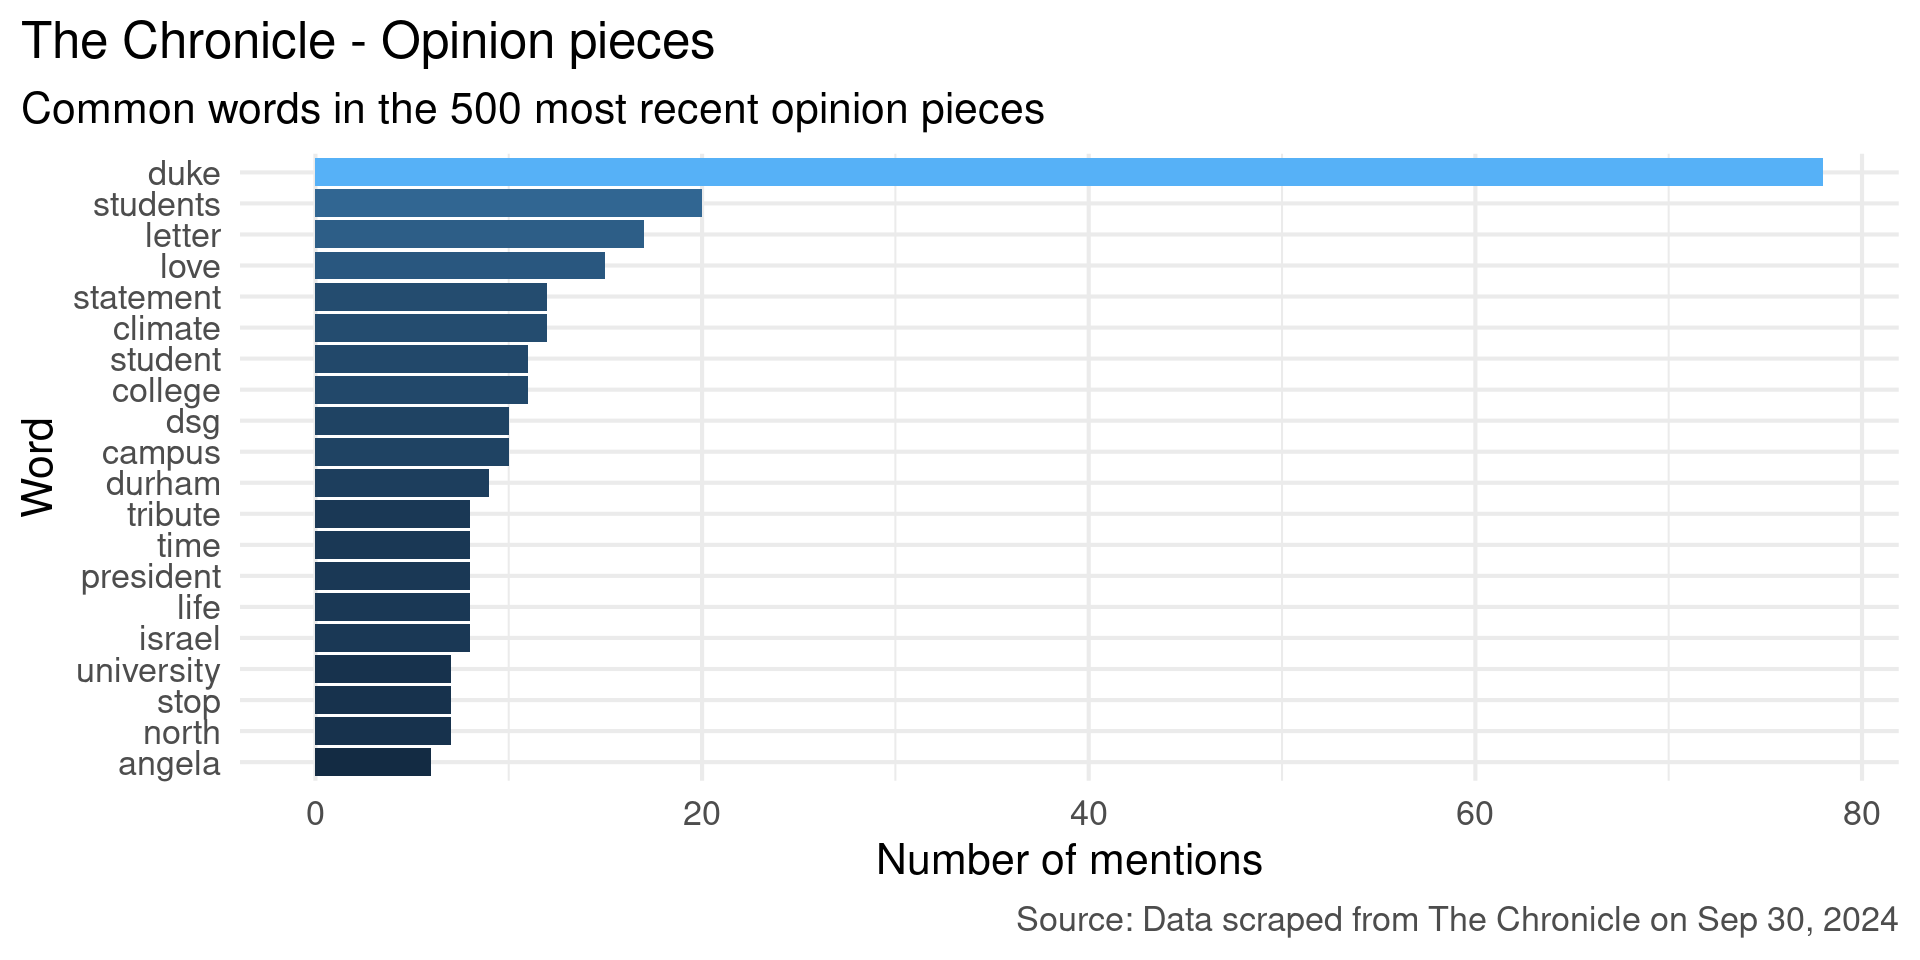 The Chronicle - Opinion pieces
Common words in the 500 most recent opinion pieces
Word
duke
students
letter
love
statement
climate
student
college
dsg
campus
durham
tribute
time
president
life
israel
university
stop
north
angela
0 20 40 60 80
Number of mentions
Source: Data scraped from The Chronicle on Sep 30, 2024